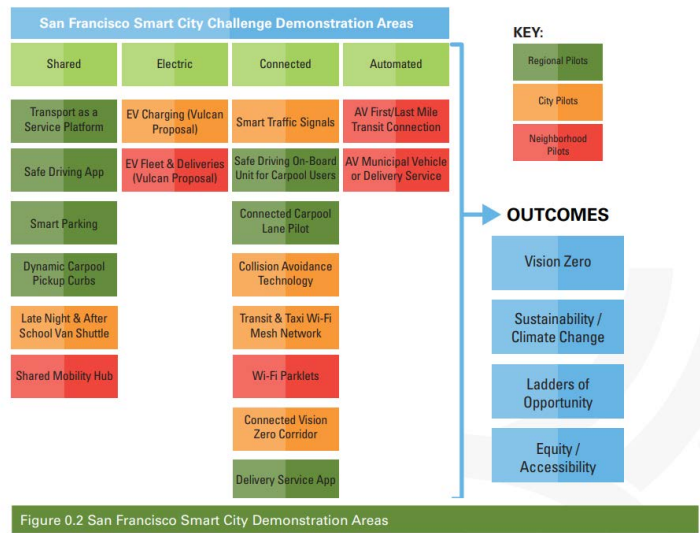 San Francisco Smart City Challenge Demonstration Areas
Shared
Electric
Connected
Automated
Transport as a
Service Platform
EV Charging (Vulcan
Proposal)
Smart Traffic Signals
AV First/Last Mile
Transit Connection
Safe Driving App
EV Fleet & Deliveries
(Vulcan Proposal)
Safe Driving On-Board
Unit for Carpool Users
AV Municipal Vehicle
or Delivery Service
Smart Parking
Connected Carpool
Lane Pilot
Dynamic Carpool
Pickup Curbs
Collision Avoidance
Technology
Late Night & After
School Van Shuttle
Transit & Taxi Wi-Fi
Mesh Network
Shared Mobility Hub
Wi-Fi Parklets
Connected Vision
Zero Corridor
Delivery Service App
KEY:
Regional Pilots
City Pilots
Neighborhood
Pilots
OUTCOMES
Vision Zero
Sustainability /
Climate Change
Ladders of
Opportunity
Equity /
Accessibility
Figure 0.2 San Francisco Smart City Demonstration Areas